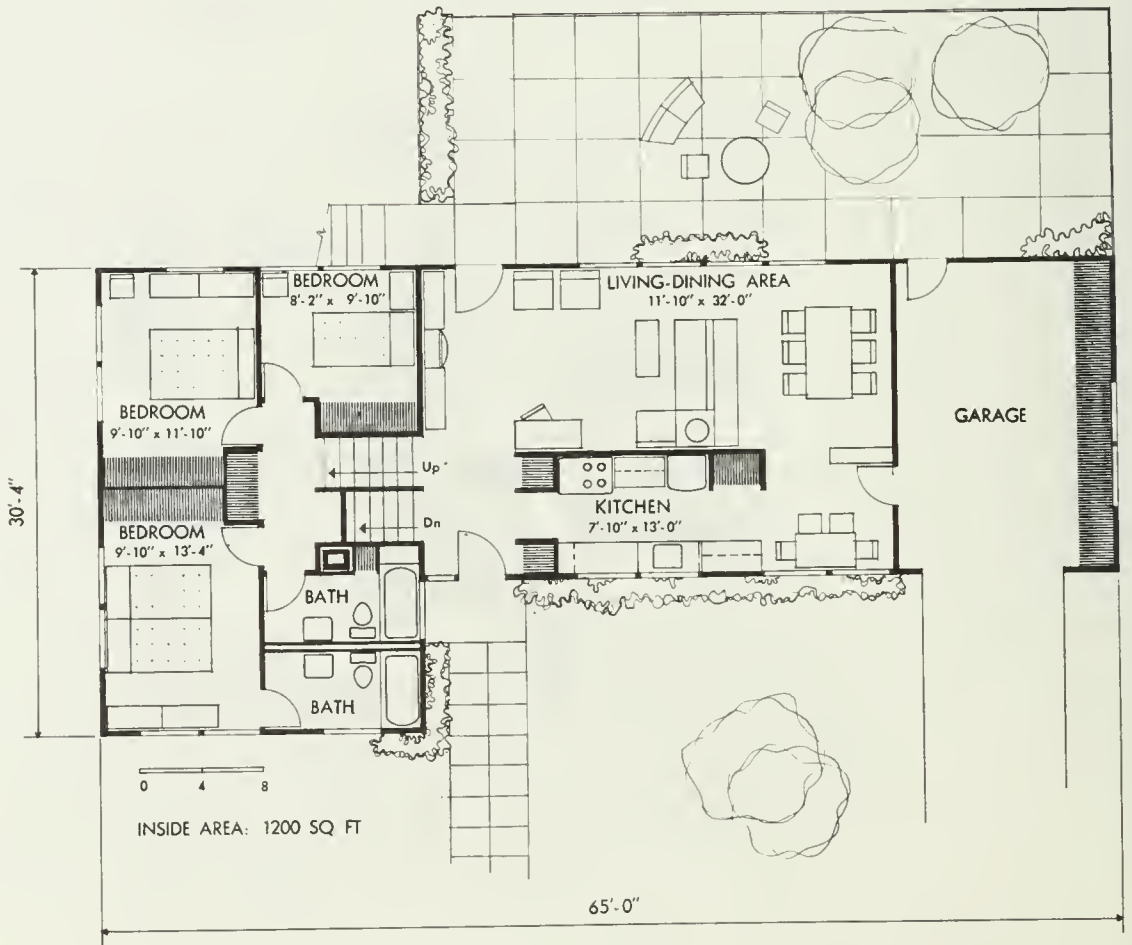 BEDROOM
8'-2" x 9'-10"
LIVING-DINING AREA
11'-10" x 32'-0"
BEDROOM
9'-10" x 11'-10"
GARAGE
Up
KITCHEN
7'-10" x 13'-0"
Dn
BEDROOM
9'-10" x 13'-4"
30'-4"
BATH
BATH
0 4 8
INSIDE AREA: 1200 SQ FT
65'-0"